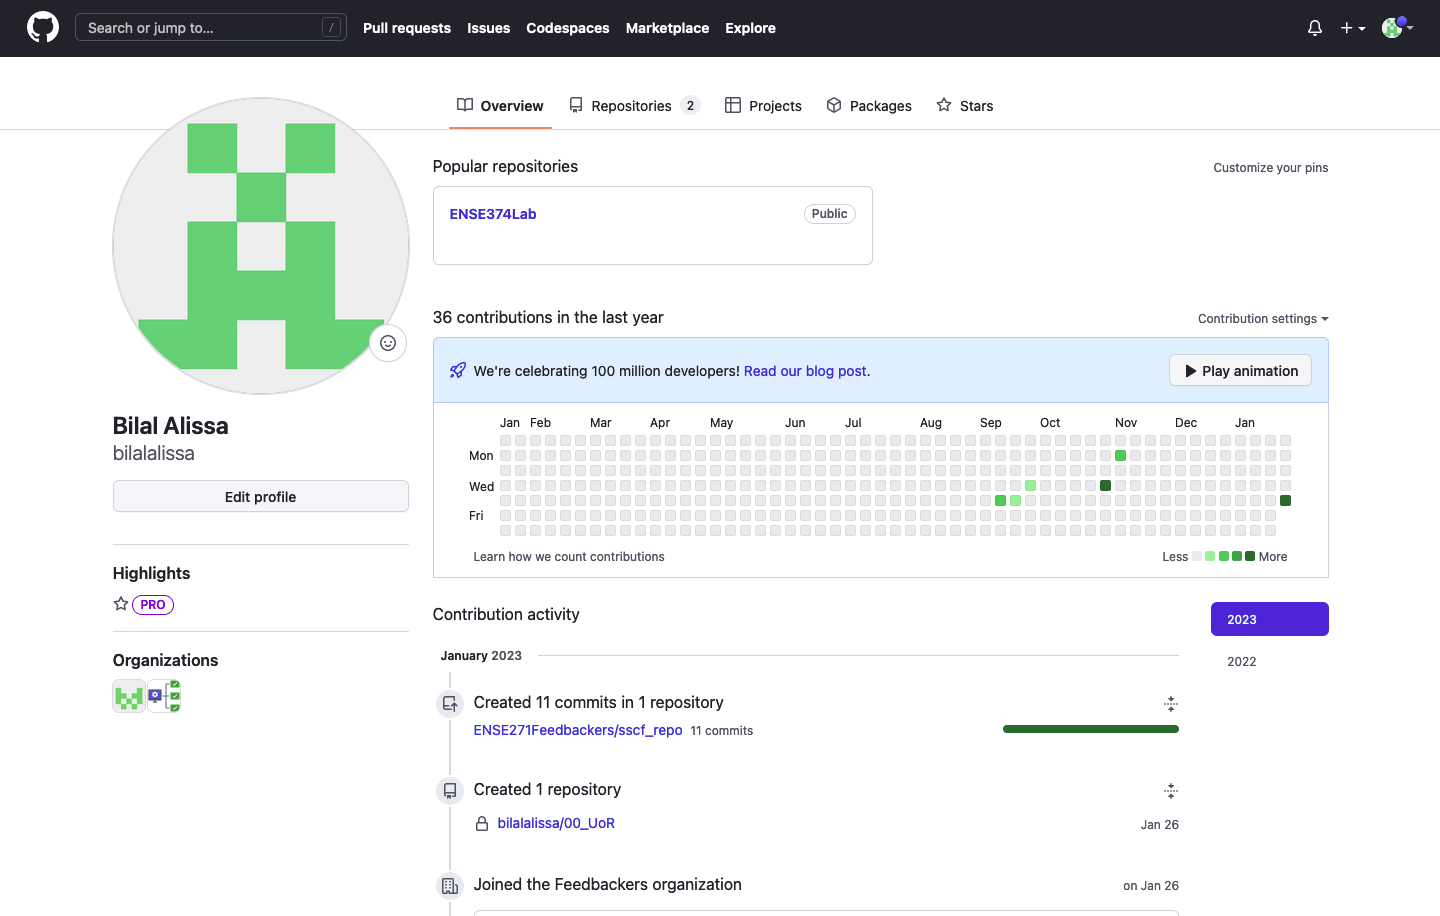 Search or jump to...
/
Pull requests
Issues
Codespaces
Marketplace
Explore
Overview
Repositories 2
Projects
Packages
Stars
Bilal Alissa
bilalalissa
Edit profile
Highlights
PRO
Organizations
Popular repositories
Customize your pins
ENSE374Lab
Public
36 contributions in the last year
Contribution settings
We're celebrating 100 million developers! Read our blog post.
Play animation
Jan Feb Mar Apr May Jun Jul Aug Sep Oct Nov Dec Jan
Mon
Wed
Fri
Learn how we count contributions
Less
More
Contribution activity
2023
2022
January 2023
Created 11 commits in 1 repository
ENSE271Feedbackers/sscf_repo 11 commits
Created 1 repository
bilalalissa/00_UoR
Jan 26
Joined the Feedbackers organization
on Jan 26